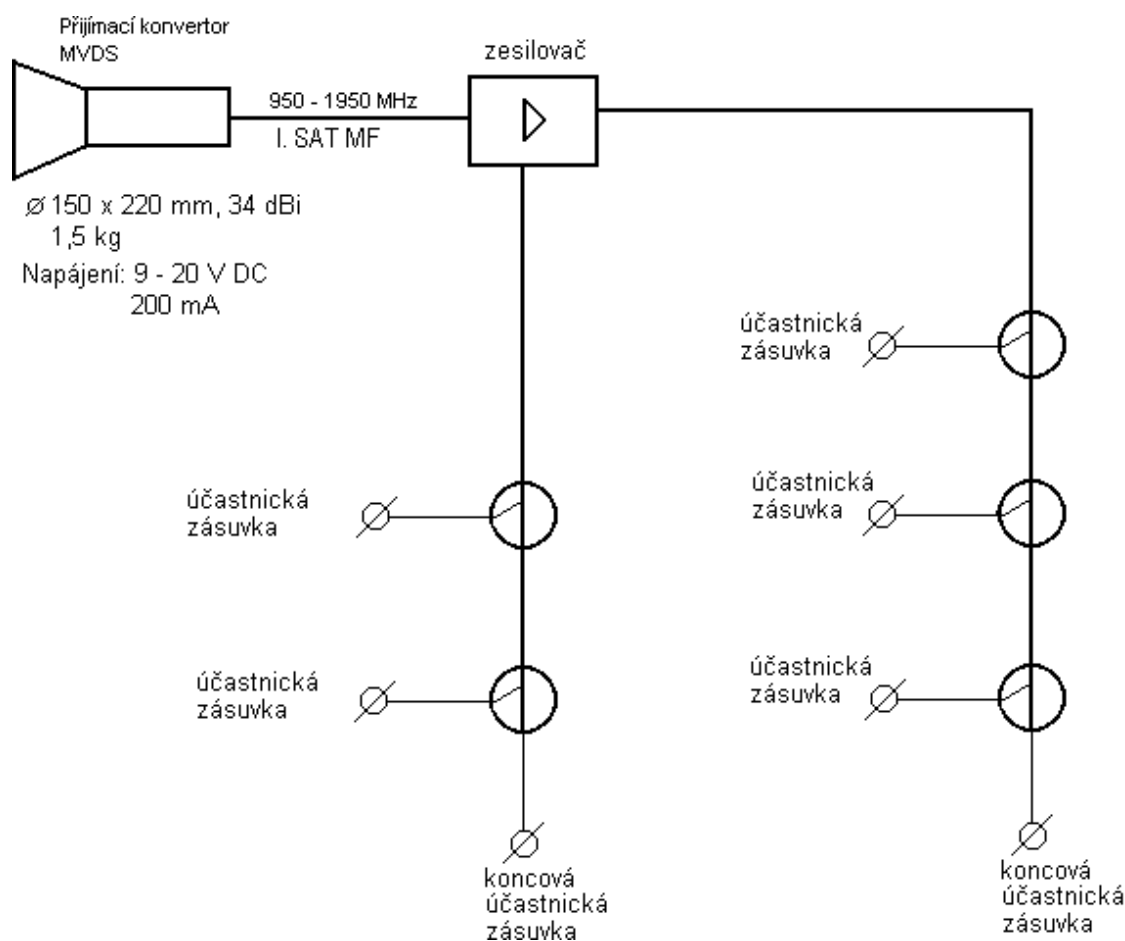 Přijímací konvertor
MVDS
zesilovač
950 - 1950 MHz
I. SAT MF
Ø 150 x 220 mm, 34 dBi
1,5 kg
Napájení: 9 - 20 V DC
200 mA
účastnická
zásuvka
účastnická
zásuvka
účastnická
zásuvka
účastnická
zásuvka
účastnická
zásuvka
koncová
účastnická
zásuvka
koncová
účastnická
zásuvka